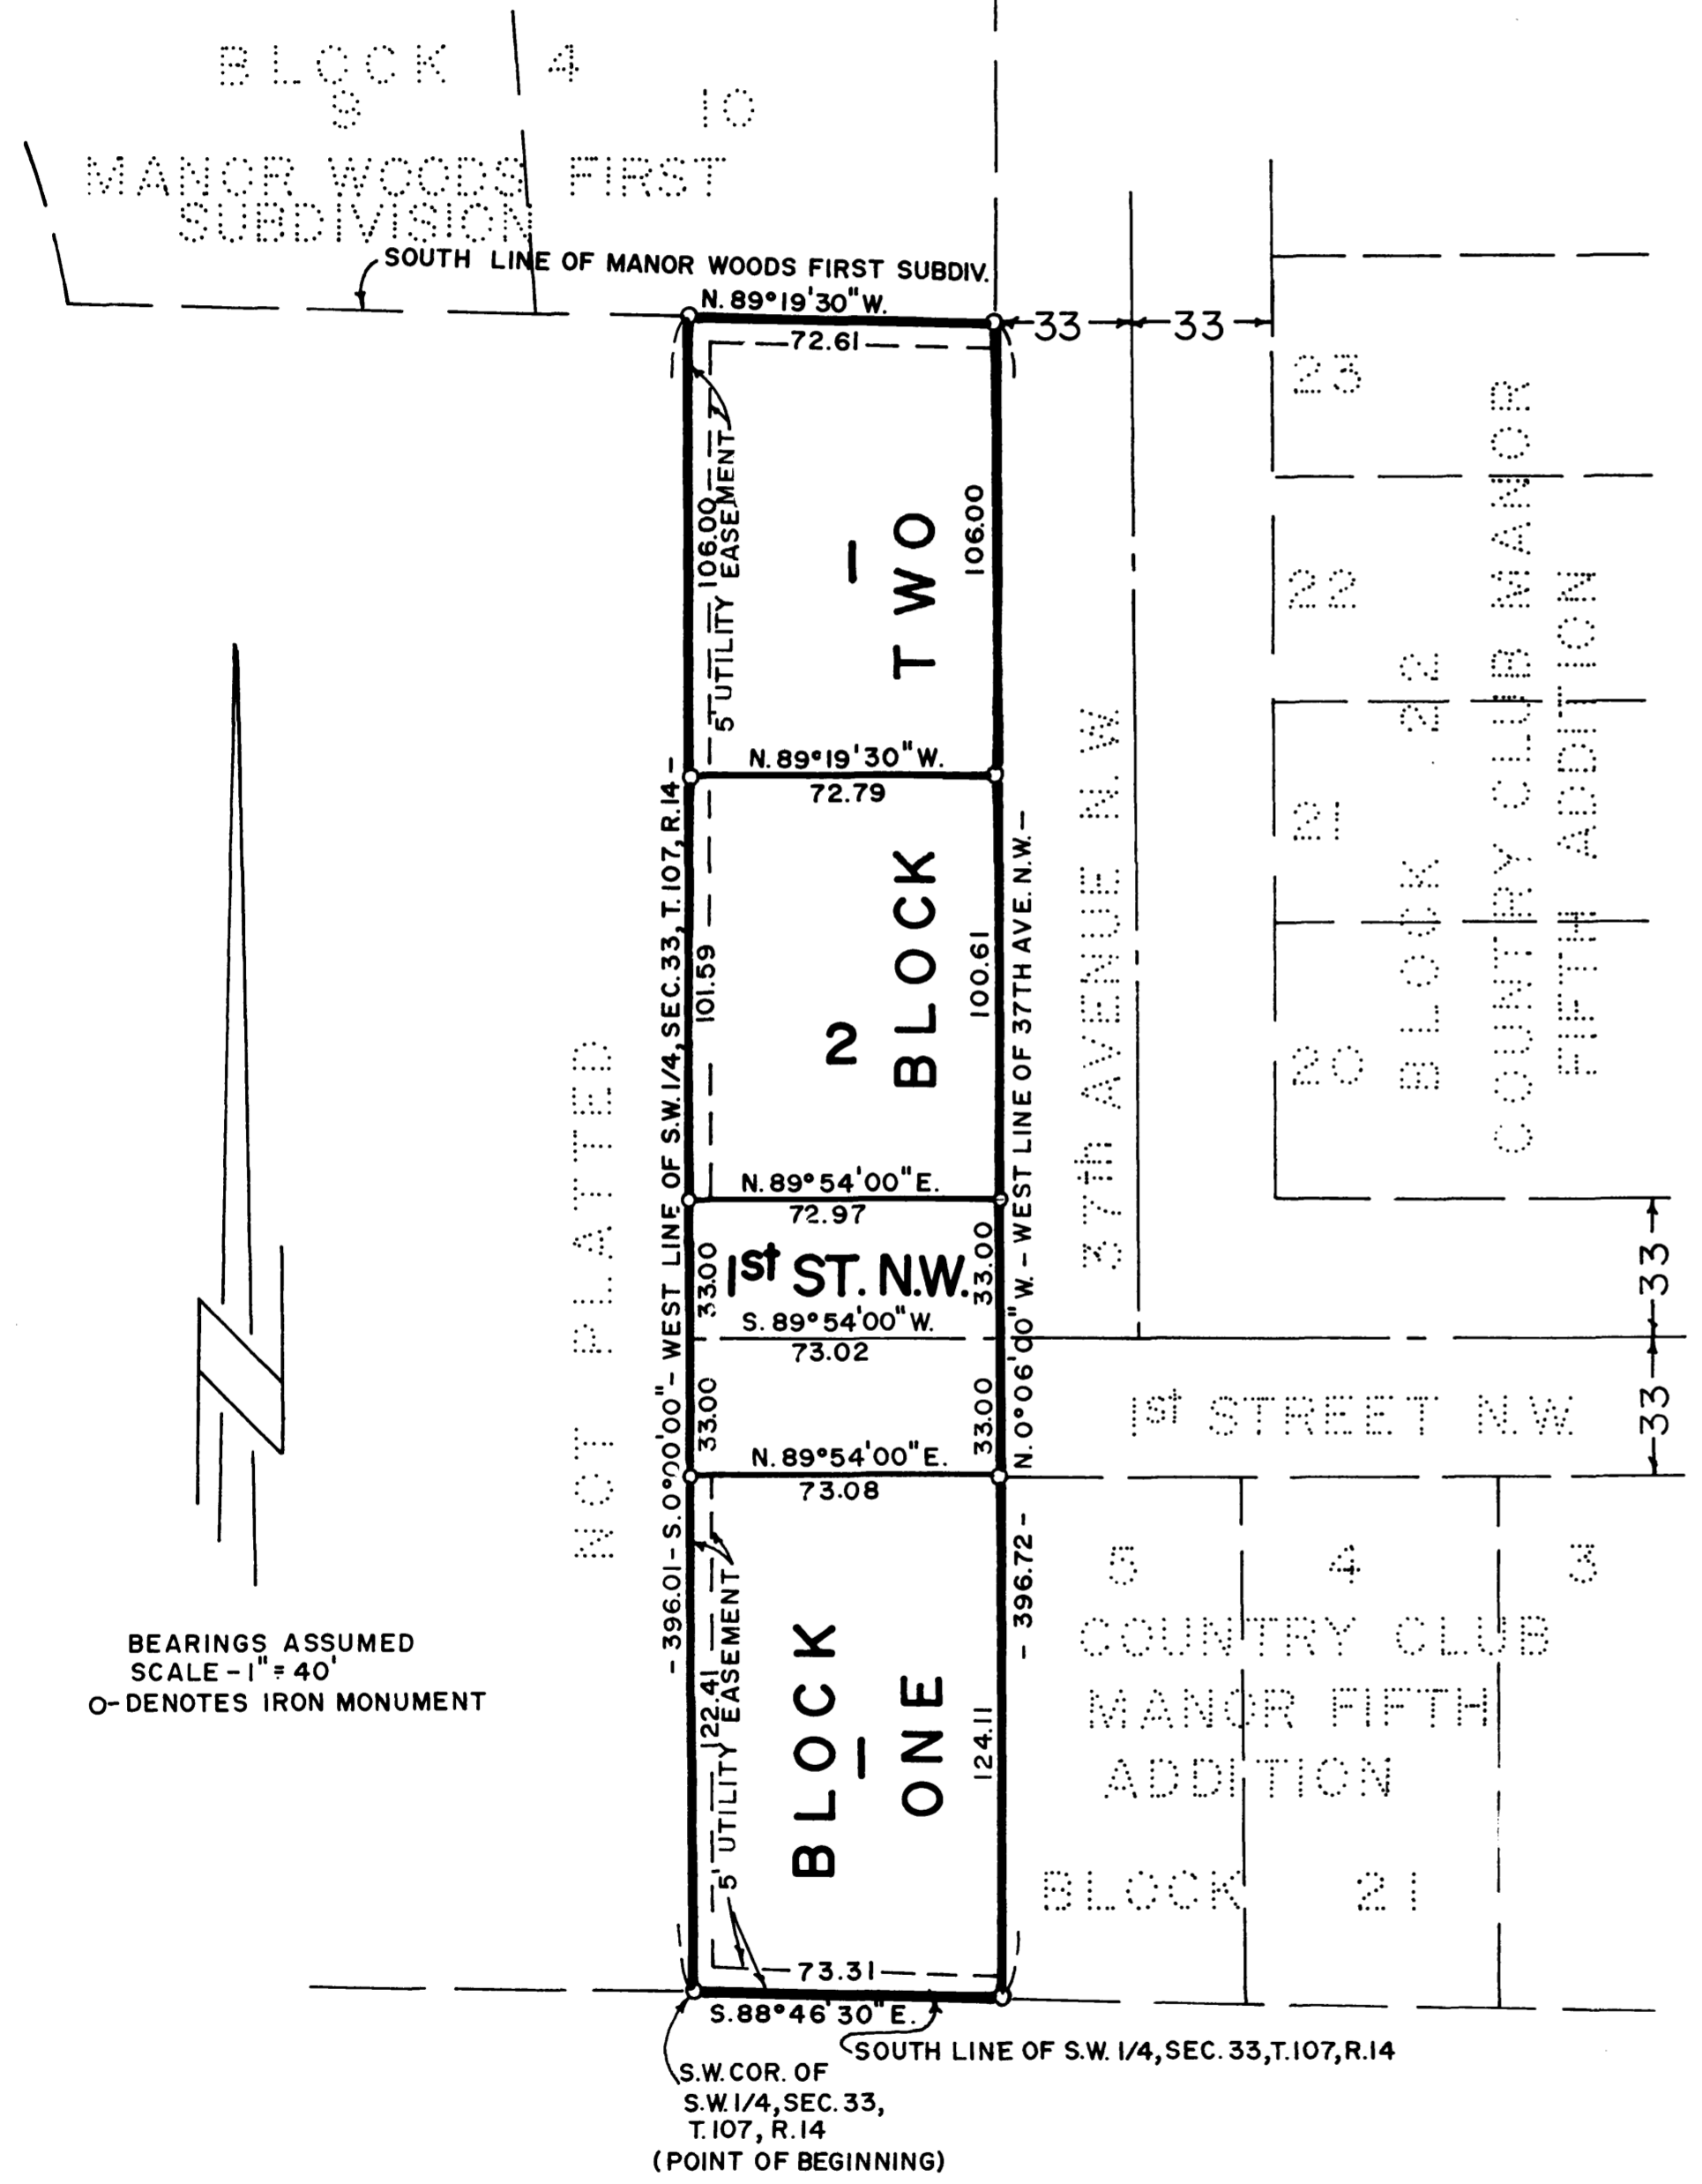 BLOCK 4
9
10
MANOR WOODS FIRST
SUBDIVISION
SOUTH LINE OF MANOR WOODS FIRST SUBDIV.
N. 89°19'30" W.
72.61
33
33
23
22
21
20
BLOCK 22
COUNTRY CLUB MANOR
FIFTH ADDITION
106.00
5' UTILITY EASEMENT
1
106.00
N. 89°19'30" W.
72.79
101.59
2
BLOCK TWO
100.61
37th AVENUE N.W.
NOT PLATTED
- 396.01 - S. 0°00'00" - WEST LINE OF S.W. 1/4, SEC. 33, T. 107, R. 14 -
- 396.72 - N. 0°06'00" W. - WEST LINE OF 37TH AVE. N.W. -
N. 89°54'00" E.
72.97
33.00
1st ST. N.W.
33.00
S. 89°54'00" W.
73.02
33.00
33.00
33
33
1st STREET N.W.
N. 89°54'00" E.
73.08
122.41
5' UTILITY EASEMENT
BLOCK
1
ONE
124.11
5
4
3
COUNTRY CLUB
MANOR FIFTH
ADDITION
BLOCK 21
BEARINGS ASSUMED
SCALE - 1" = 40'
O- DENOTES IRON MONUMENT
73.31
S. 88°46'30" E.
SOUTH LINE OF S.W. 1/4, SEC. 33, T. 107, R. 14
S.W. COR. OF
S.W. 1/4, SEC. 33,
T. 107, R. 14
(POINT OF BEGINNING)